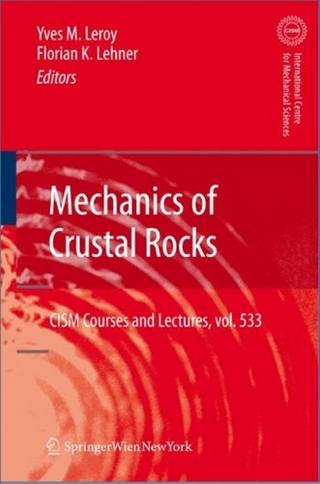 Yves M. Leroy
Florian K. Lehner
Editors
CISM
International Centre
for Mechanical Sciences
Mechanics of
Crustal Rocks
CISM Courses and Lectures, vol. 533
SpringerWienNewYork